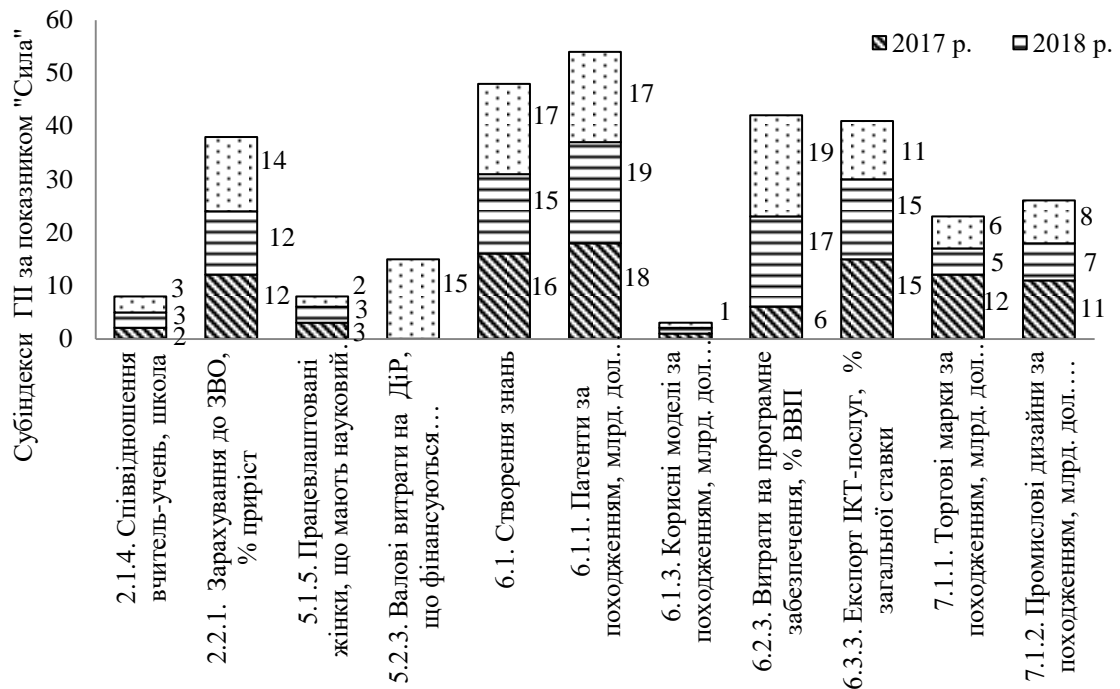 Субіндекси ГІІ за показником "Сила"
60
50
40
30
20
10
0
2017 р.
2018 р.
3
3
2
14
12
12
2
3
3
15
17
15
16
17
19
18
1
19
17
6
11
15
15
6
5
12
8
7
11
2.1.4. Співвідношення
вчитель-учень, школа
2.2.1. Зарахування до ЗВО,
% приріст
5.1.5. Працевлаштовані
жінки, що мають науковий…
5.2.3. Валові витрати на ДіР,
що фінансуються…
6.1. Створення знань
6.1.1. Патенти за
походженням, млрд. дол…
6.1.3. Корисні моделі за
походженням, млрд. дол….
6.2.3. Витрати на програмне
забезпечення, % ВВП
6.3.3. Експорт ІКТ-послуг, %
загальної ставки
7.1.1. Торгові марки за
походженням, млрд. дол…
7.1.2. Промислові дизайни за
походженням, млрд. дол….